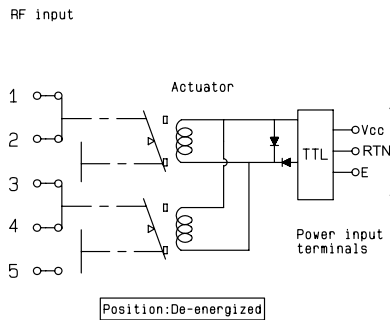 RF input
Actuator
1
2
3
4
5
TTL
Vcc
RTN
E
Power input
terminals
Position:De-energized